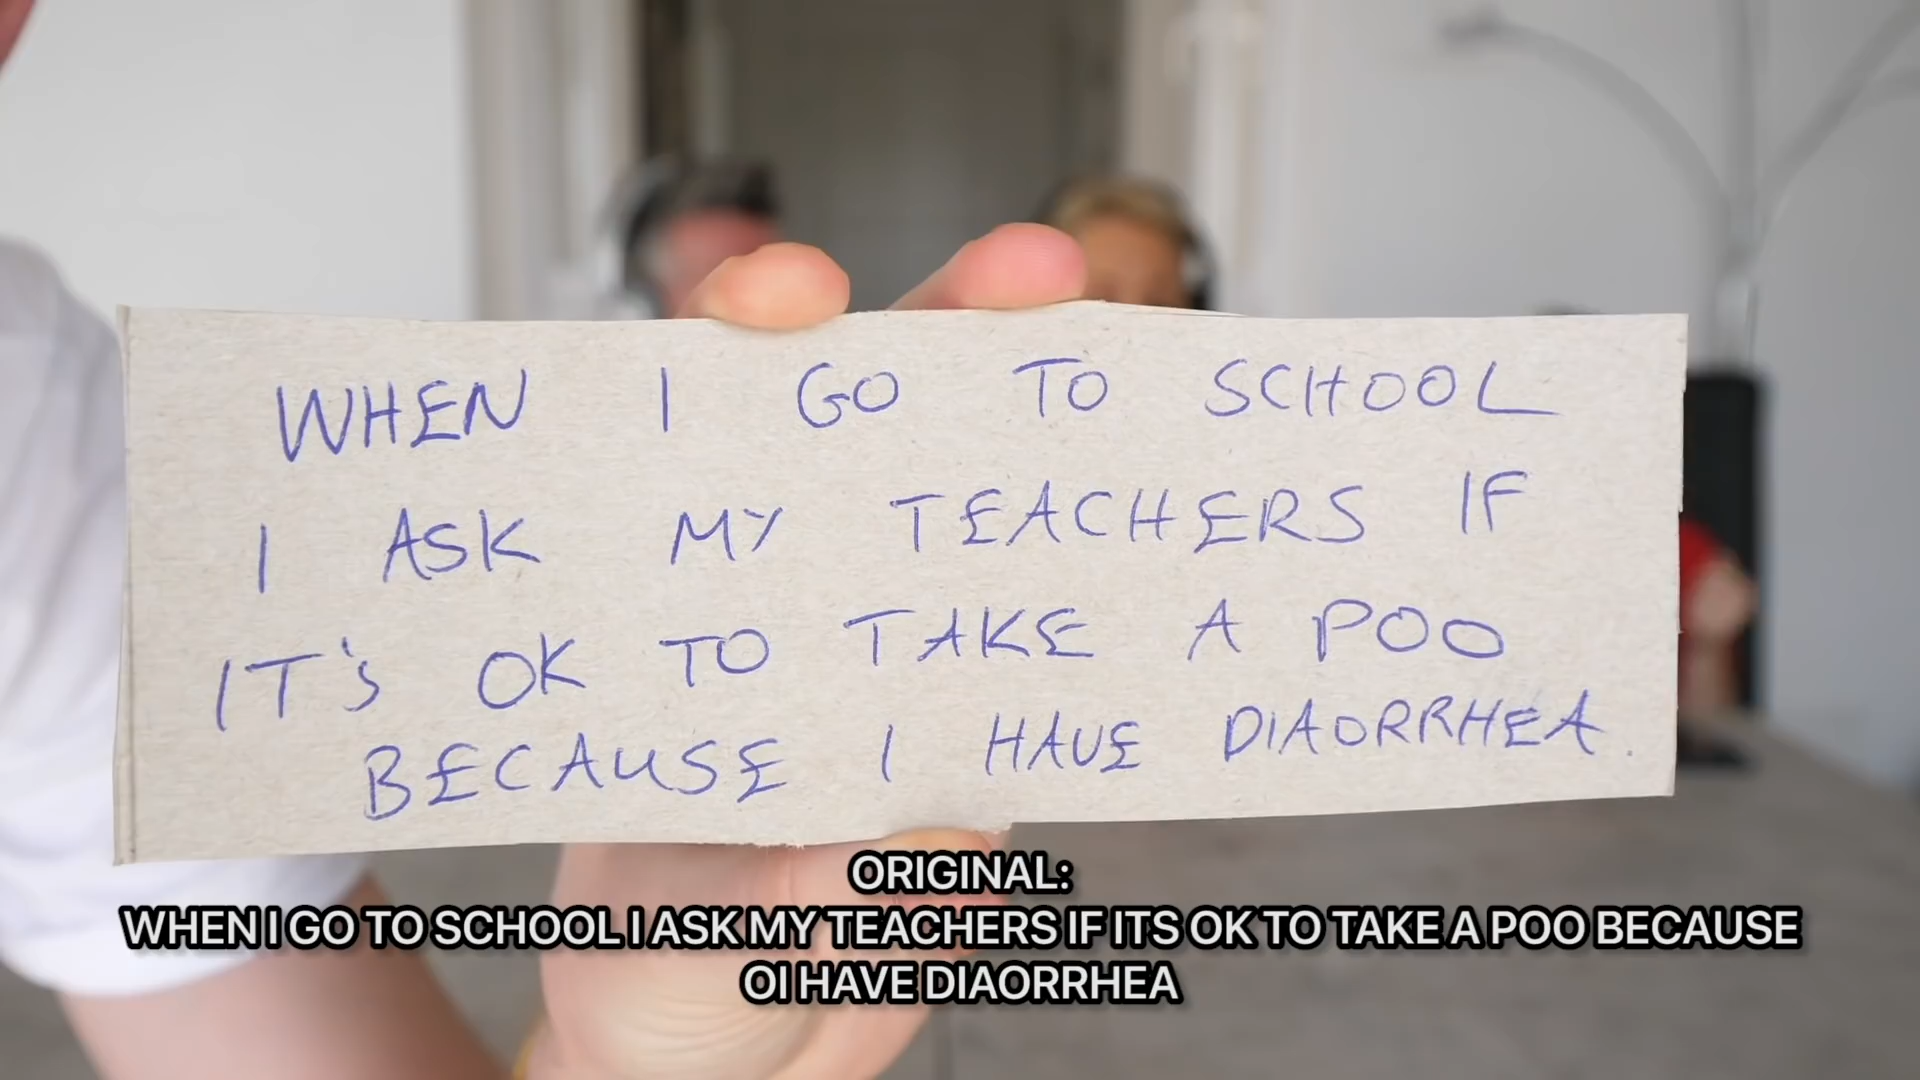 WHEN I GO TO SCHOOL
I ASK MY TEACHERS IF
IT'S OK TO TAKE A POO
BECAUSE I HAVE DIAORRHEA.
ORIGINAL:
WHEN I GO TO SCHOOL I ASK MY TEACHERS IF ITS OK TO TAKE A POO BECAUSE
OI HAVE DIAORRHEA